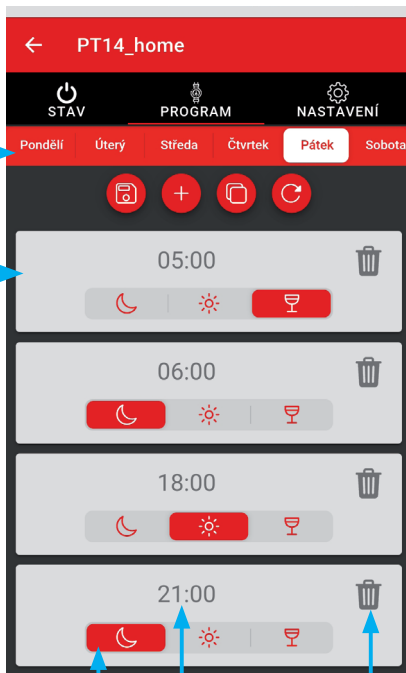 PT14_home
STAV PROGRAM NASTAVENÍ
Pondělí Úterý Středa Čtvrtek Pátek Sobota
05:00
06:00
18:00
21:00